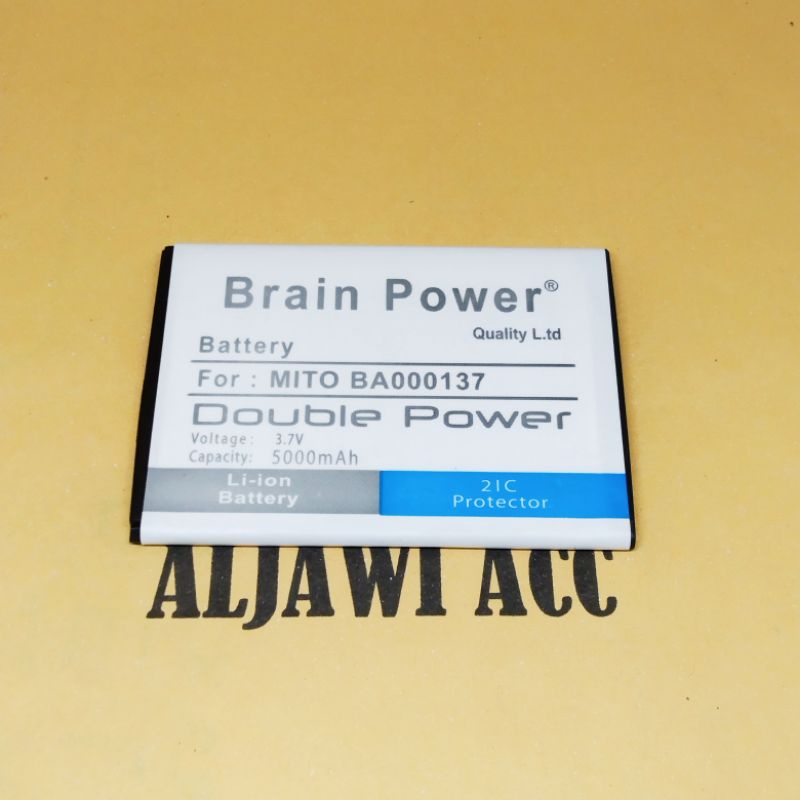 Brain Power®
Quality L.td
Battery
For : MITO BA000137
Double Power
Voltage: 3.7V
Capacity: 5000mAh
Li-ion
Battery
2IC
Protector
ALJAWI ACC